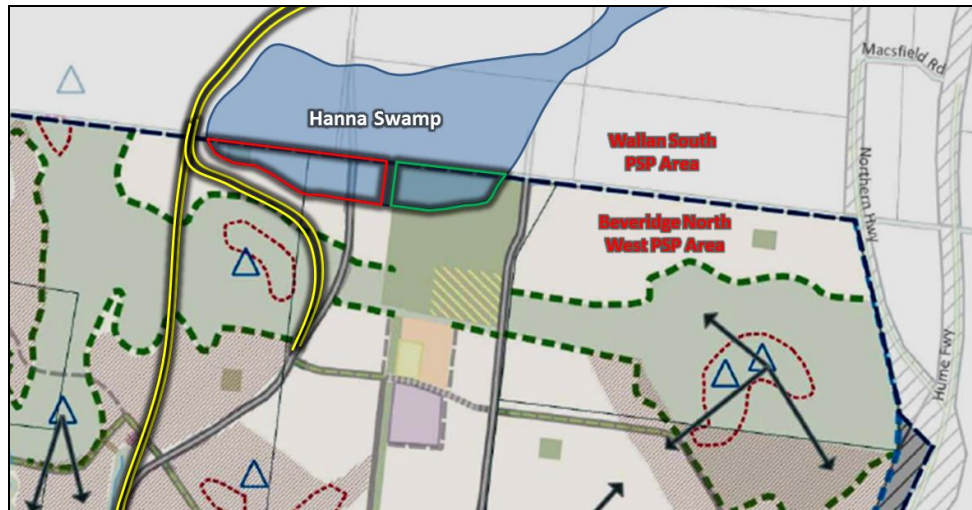 Macsfield Rd
Hanna Swamp
Wallan South
PSP Area
Northern Hwy
Beveridge North
West PSP Area
Hume Fwy